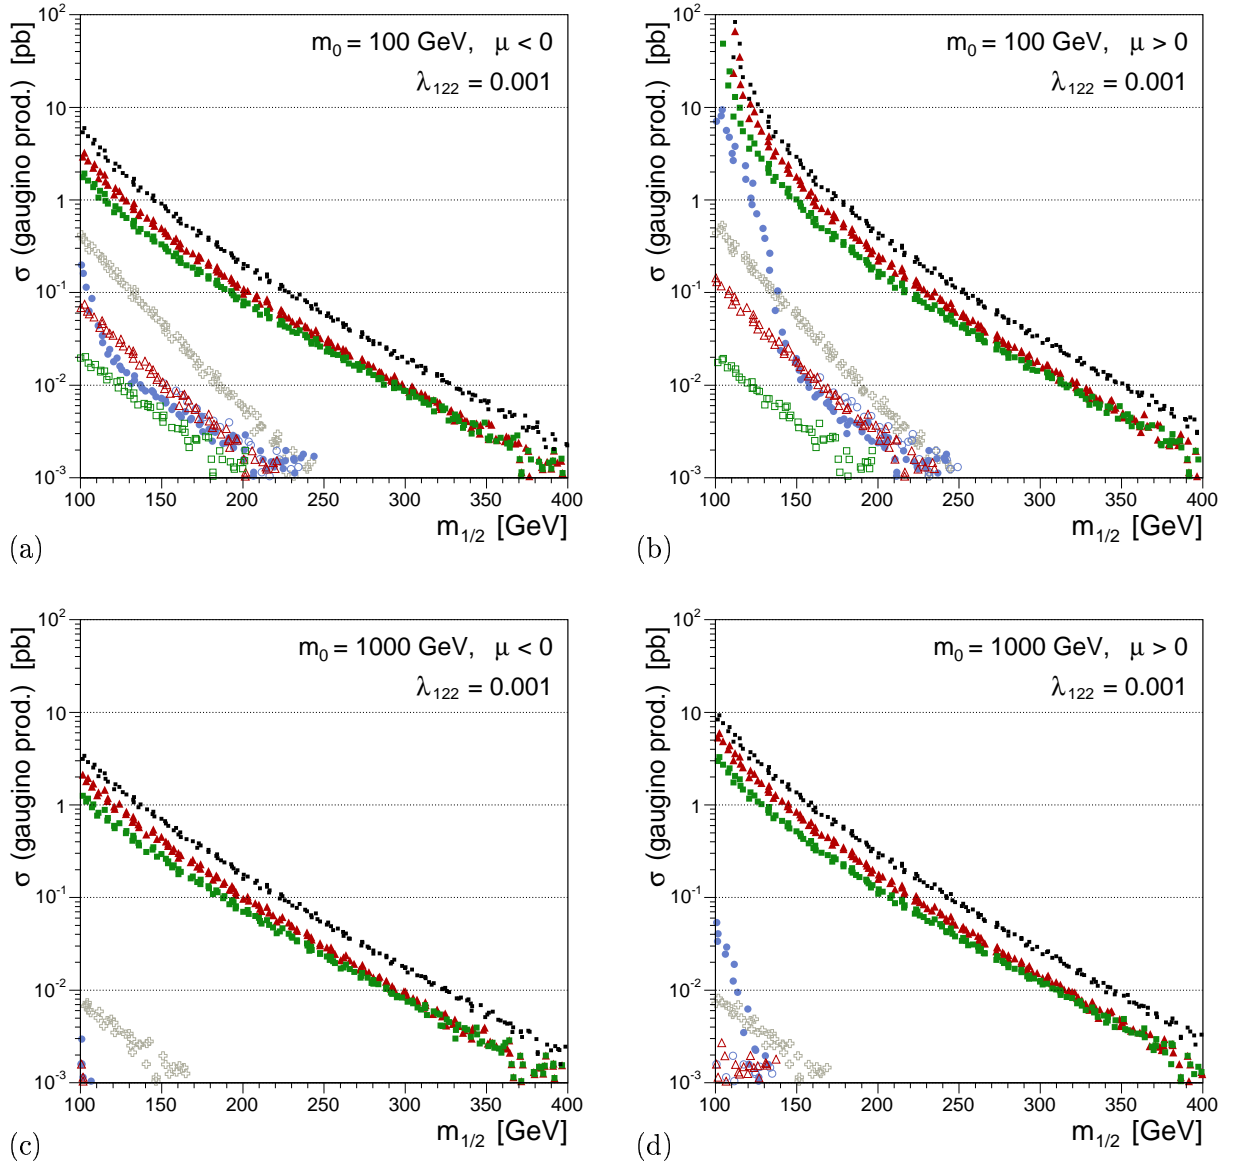 σ (gaugino prod.) [pb]
10²
10
1
10⁻¹
10⁻²
10⁻³
m₀ = 100 GeV, μ < 0
λ₁₂₂ = 0.001
100 150 200 250 300 350 400
m₁/₂ [GeV]
(a)
σ (gaugino prod.) [pb]
10²
10
1
10⁻¹
10⁻²
10⁻³
m₀ = 100 GeV, μ > 0
λ₁₂₂ = 0.001
100 150 200 250 300 350 400
m₁/₂ [GeV]
(b)
σ (gaugino prod.) [pb]
10²
10
1
10⁻¹
10⁻²
10⁻³
m₀ = 1000 GeV, μ < 0
λ₁₂₂ = 0.001
100 150 200 250 300 350 400
m₁/₂ [GeV]
(c)
σ (gaugino prod.) [pb]
10²
10
1
10⁻¹
10⁻²
10⁻³
m₀ = 1000 GeV, μ > 0
λ₁₂₂ = 0.001
100 150 200 250 300 350 400
m₁/₂ [GeV]
(d)